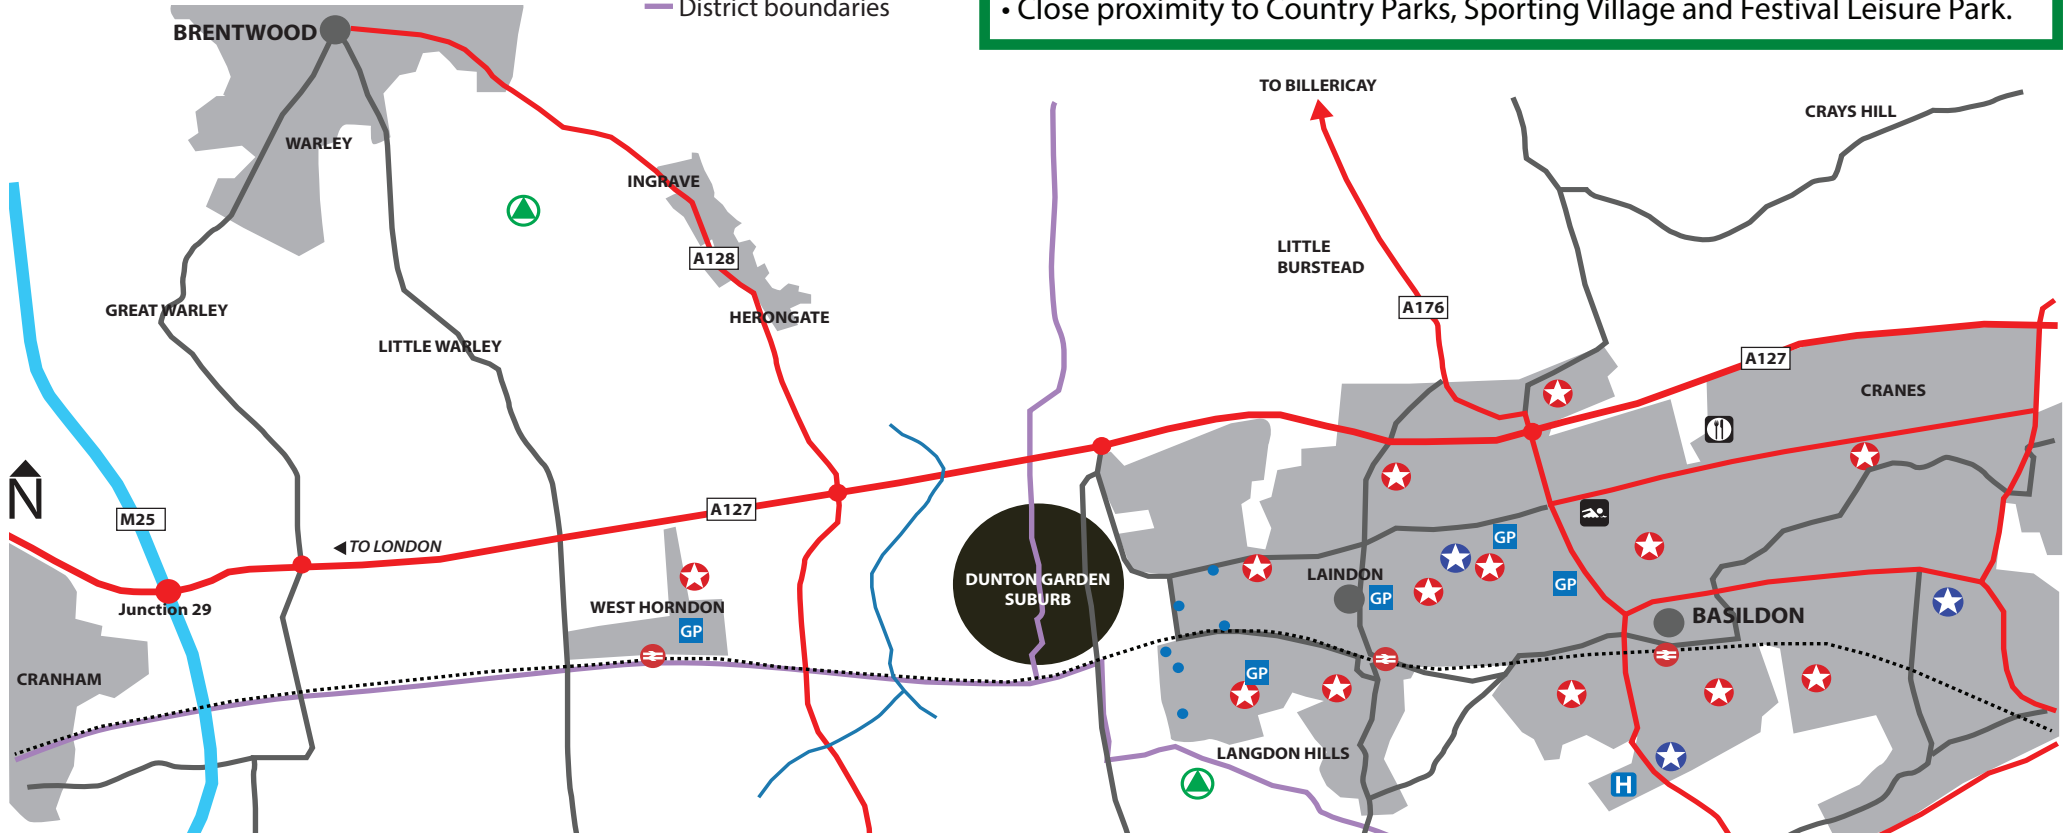 District boundaries
• Close proximity to Country Parks, Sporting Village and Festival Leisure Park.
BRENTWOOD
TO BILLERICAY
CRAYS HILL
WARLEY
INGRAVE
A128
LITTLE
BURSTEAD
GREAT WARLEY
HERONGATE
A176
LITTLE WARLEY
A127
CRANES
N
M25
A127
TO LONDON
GP
DUNTON GARDEN
SUBURB
LAINDON
GP
GP
Junction 29
WEST HORNDON
GP
BASILDON
CRANHAM
GP
LANGDON HILLS
H